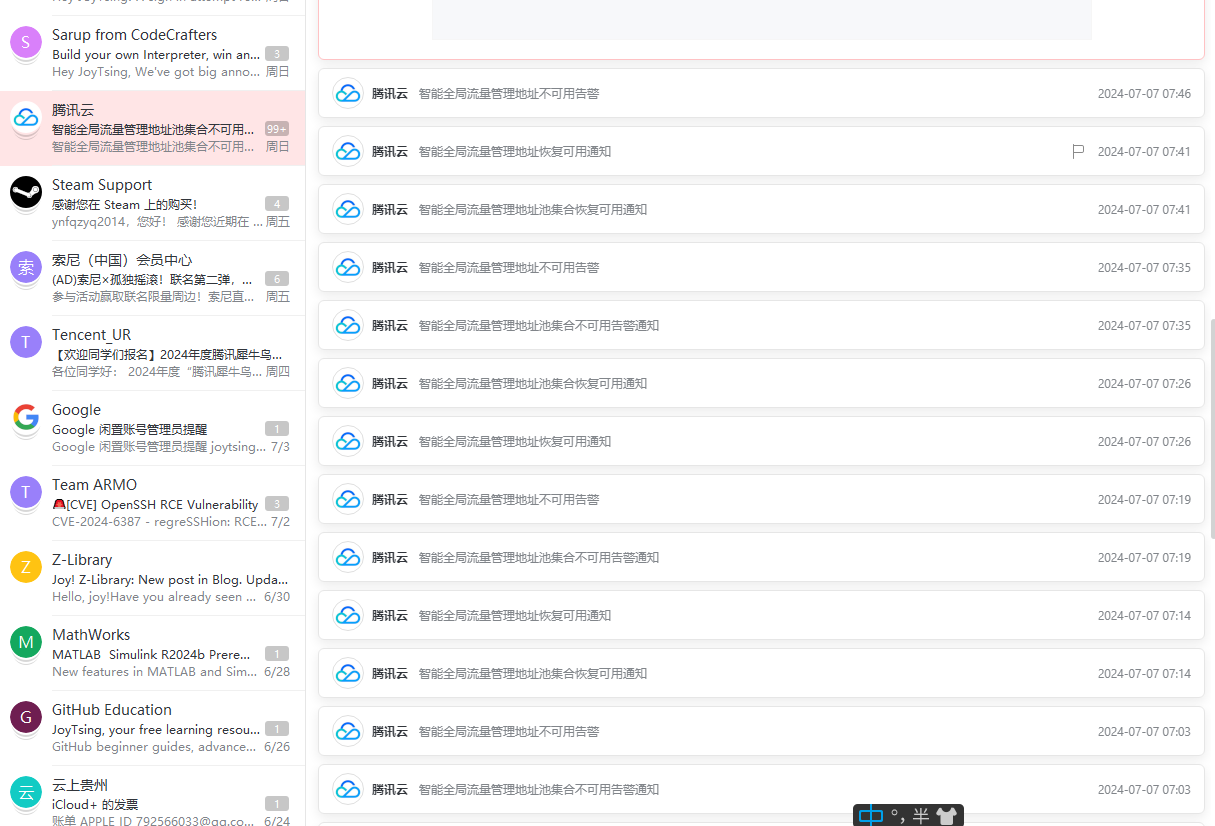 S
Sarup from CodeCrafters
Build your own Interpreter, win an... 3
Hey JoyTsing, We've got big anno... 周日
腾讯云
智能全局流量管理地址池集合不可用... 99+
智能全局流量管理地址池集合不可用... 周日
Steam Support
感谢您在 Steam 上的购买! 4
ynfqzyq2014，您好！ 感谢您近期在 ... 周五
索
索尼（中国）会员中心
(AD)索尼×孤独摇滚！联名第二弹，... 6
参与活动赢取联名限量周边！索尼直... 周五
T
Tencent_UR
【欢迎同学们报名】2024年度腾讯犀牛鸟...
各位同学好： 2024年度“腾讯犀牛鸟... 周四
Google
Google 闲置账号管理员提醒 1
Google 闲置账号管理员提醒 joytsing... 7/3
T
Team ARMO
[CVE] OpenSSH RCE Vulnerability 3
CVE-2024-6387 - regreSSHion: RCE... 7/2
Z
Z-Library
Joy! Z-Library: New post in Blog. Upda...
Hello, joy!Have you already seen ... 6/30
M
MathWorks
MATLAB Simulink R2024b Prere... 1
New features in MATLAB and Sim... 6/28
G
GitHub Education
JoyTsing, your free learning resou... 1
GitHub beginner guides, advance... 6/26
云
云上贵州
iCloud+ 的发票 1
账单 APPLE ID 792566033@qq.co... 6/24
腾讯云 智能全局流量管理地址不可用告警 2024-07-07 07:46
腾讯云 智能全局流量管理地址恢复可用通知 2024-07-07 07:41
腾讯云 智能全局流量管理地址池集合恢复可用通知 2024-07-07 07:41
腾讯云 智能全局流量管理地址不可用告警 2024-07-07 07:35
腾讯云 智能全局流量管理地址池集合不可用告警通知 2024-07-07 07:35
腾讯云 智能全局流量管理地址池集合恢复可用通知 2024-07-07 07:26
腾讯云 智能全局流量管理地址恢复可用通知 2024-07-07 07:26
腾讯云 智能全局流量管理地址不可用告警 2024-07-07 07:19
腾讯云 智能全局流量管理地址池集合不可用告警通知 2024-07-07 07:19
腾讯云 智能全局流量管理地址恢复可用通知 2024-07-07 07:14
腾讯云 智能全局流量管理地址池集合恢复可用通知 2024-07-07 07:14
腾讯云 智能全局流量管理地址不可用告警 2024-07-07 07:03
腾讯云 智能全局流量管理地址池集合不可用告警通知 2024-07-07 07:03
中 °, 半